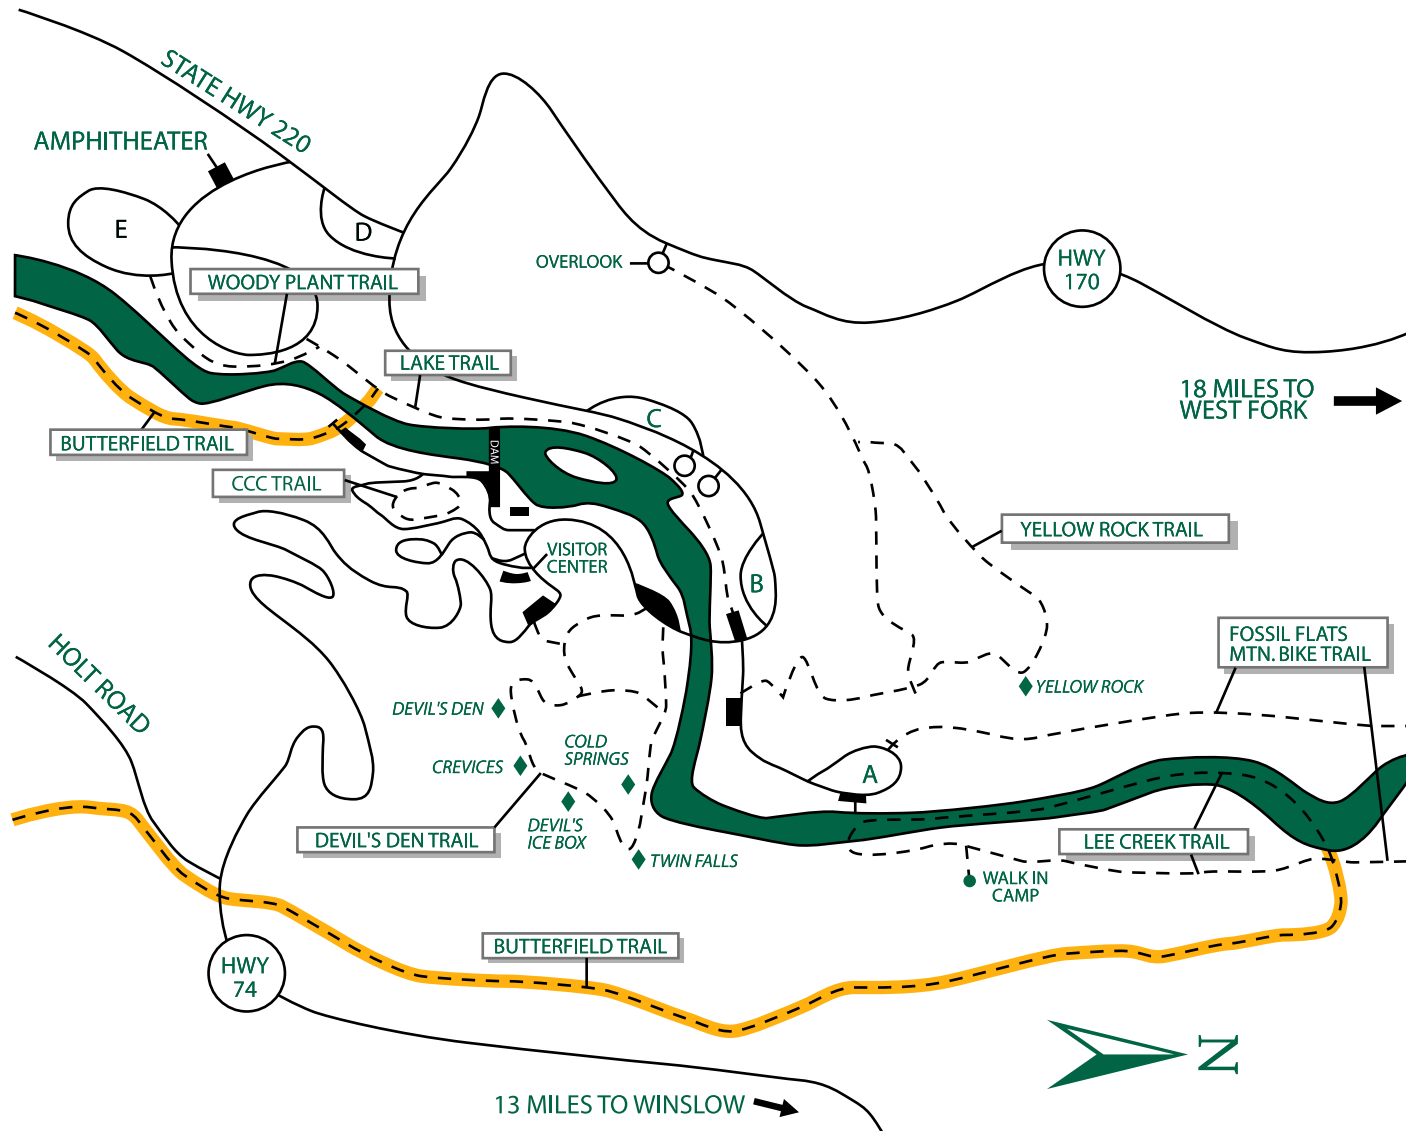 STATE HWY 220
AMPHITHEATER
E
D
WOODY PLANT TRAIL
OVERLOOK
HWY
170
LAKE TRAIL
18 MILES TO
WEST FORK
C
BUTTERFIELD TRAIL
DAM
CCC TRAIL
YELLOW ROCK TRAIL
VISITOR
CENTER
B
FOSSIL FLATS
MTN. BIKE TRAIL
HOLT ROAD
YELLOW ROCK
DEVIL'S DEN
COLD
SPRINGS
CREVICES
A
DEVIL'S
ICE BOX
DEVIL'S DEN TRAIL
TWIN FALLS
LEE CREEK TRAIL
WALK IN
CAMP
BUTTERFIELD TRAIL
HWY
74
N
13 MILES TO WINSLOW